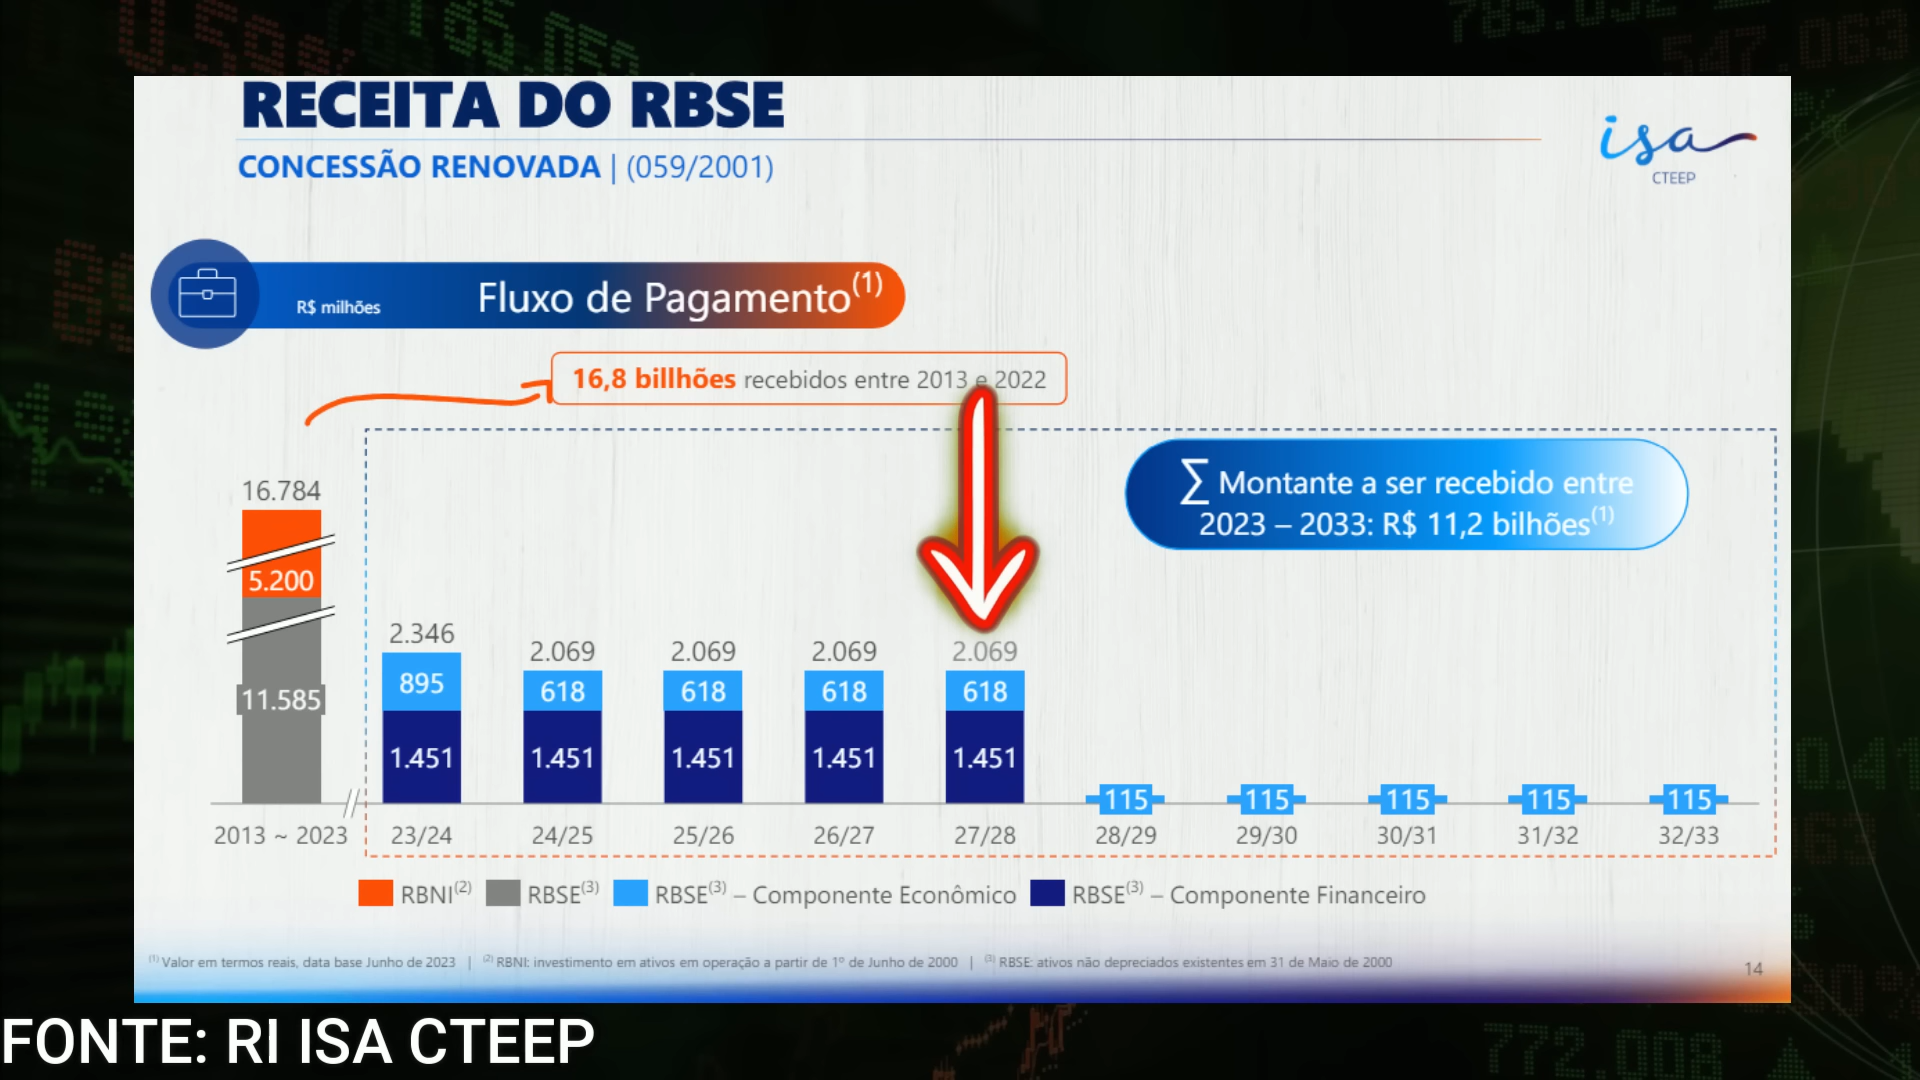 RECEITA DO RBSE
CONCESSÃO RENOVADA | (059/2001)
isa
CTEEP
R$ milhões
Fluxo de Pagamento(1)
16,8 billhões recebidos entre 2013 e 2022
∑ Montante a ser recebido entre
2023 – 2033: R$ 11,2 bilhões(1)
16.784
5.200
11.585
2.346
895
1.451
2.069
618
1.451
2.069
618
1.451
2.069
618
1.451
2.069
618
1.451
115
115
115
115
115
2013 ~ 2023
23/24
24/25
25/26
26/27
27/28
28/29
29/30
30/31
31/32
32/33
RBNI(2)
RBSE(3)
RBSE(3) – Componente Econômico
RBSE(3) – Componente Financeiro
(1) Valor em termos reais, data base Junho de 2023 | (2) RBNI: investimento em ativos em operação a partir de 1º de Junho de 2000 | (3) RBSE: ativos não depreciados existentes em 31 de Maio de 2000
14
FONTE: RI ISA CTEEP
772.008